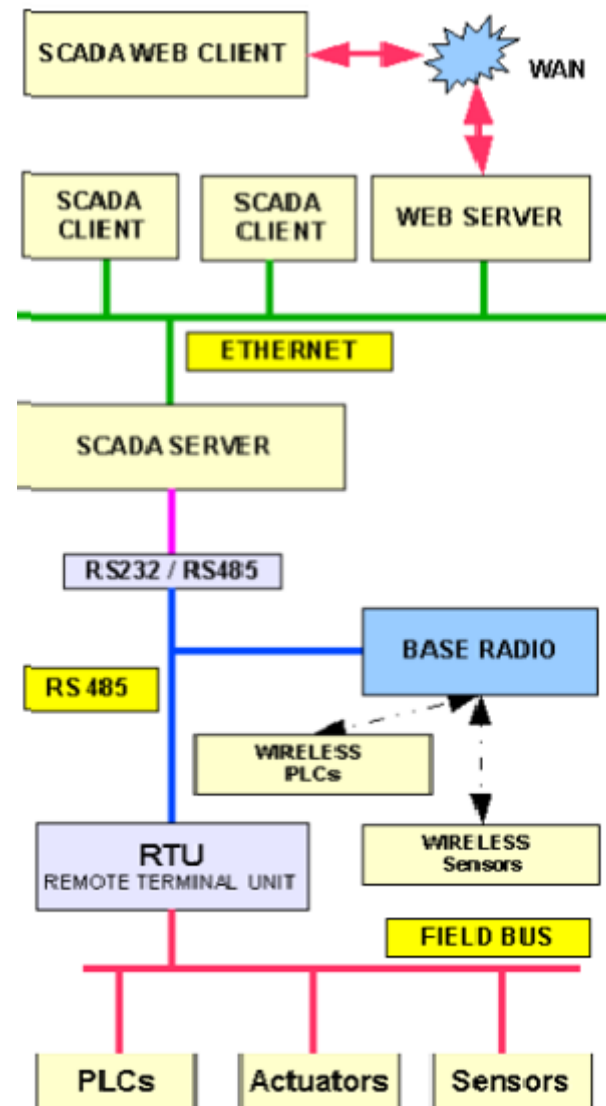 SCADA WEB CLIENT
WAN
SCADA
CLIENT
SCADA
CLIENT
WEB SERVER
ETHERNET
SCADA SERVER
RS232 / RS485
BASE RADIO
RS 485
WIRELESS
PLCs
RTU
REMOTE TERMINAL UNIT
WIRELESS
Sensors
FIELD BUS
PLCs
Actuators
Sensors